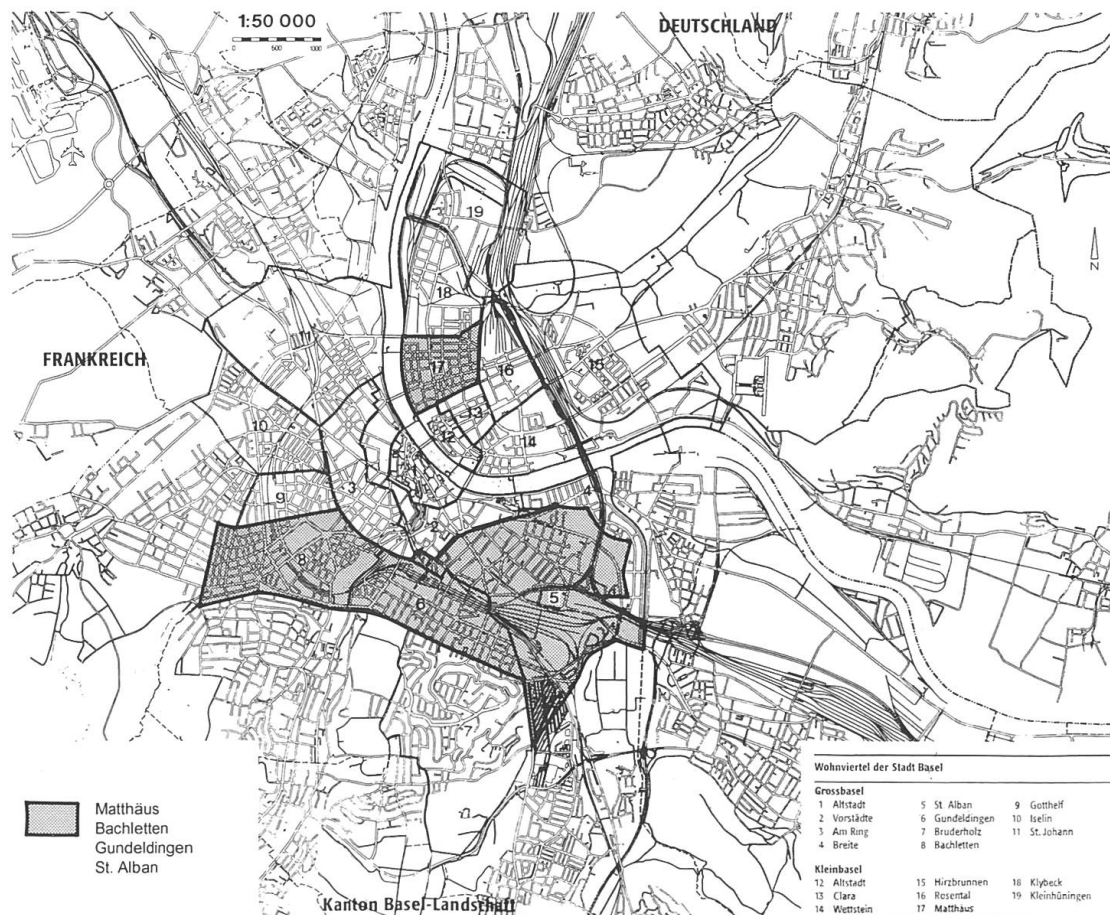 1:50 000
0 500 1000
DEUTSCHLAND
N
19
18
FRANKREICH
17
16
15
13
10
12
14
9
3
4
2
8
5
6
7
Matthäus
Bachletten
Gundeldingen
St. Alban
Kanton Basel-Landschaft
Wohnviertel der Stadt Basel
Grossbasel
1 Altstadt 5 St. Alban 9 Gotthelf
2 Vorstädte 6 Gundeldingen 10 Iselin
3 Am Ring 7 Bruderholz 11 St. Johann
4 Breite 8 Bachletten
Kleinbasel
12 Altstadt 15 Hirzbrunnen 18 Klybeck
13 Clara 16 Rosental 19 Kleinhüningen
14 Wettstein 17 Matthäus